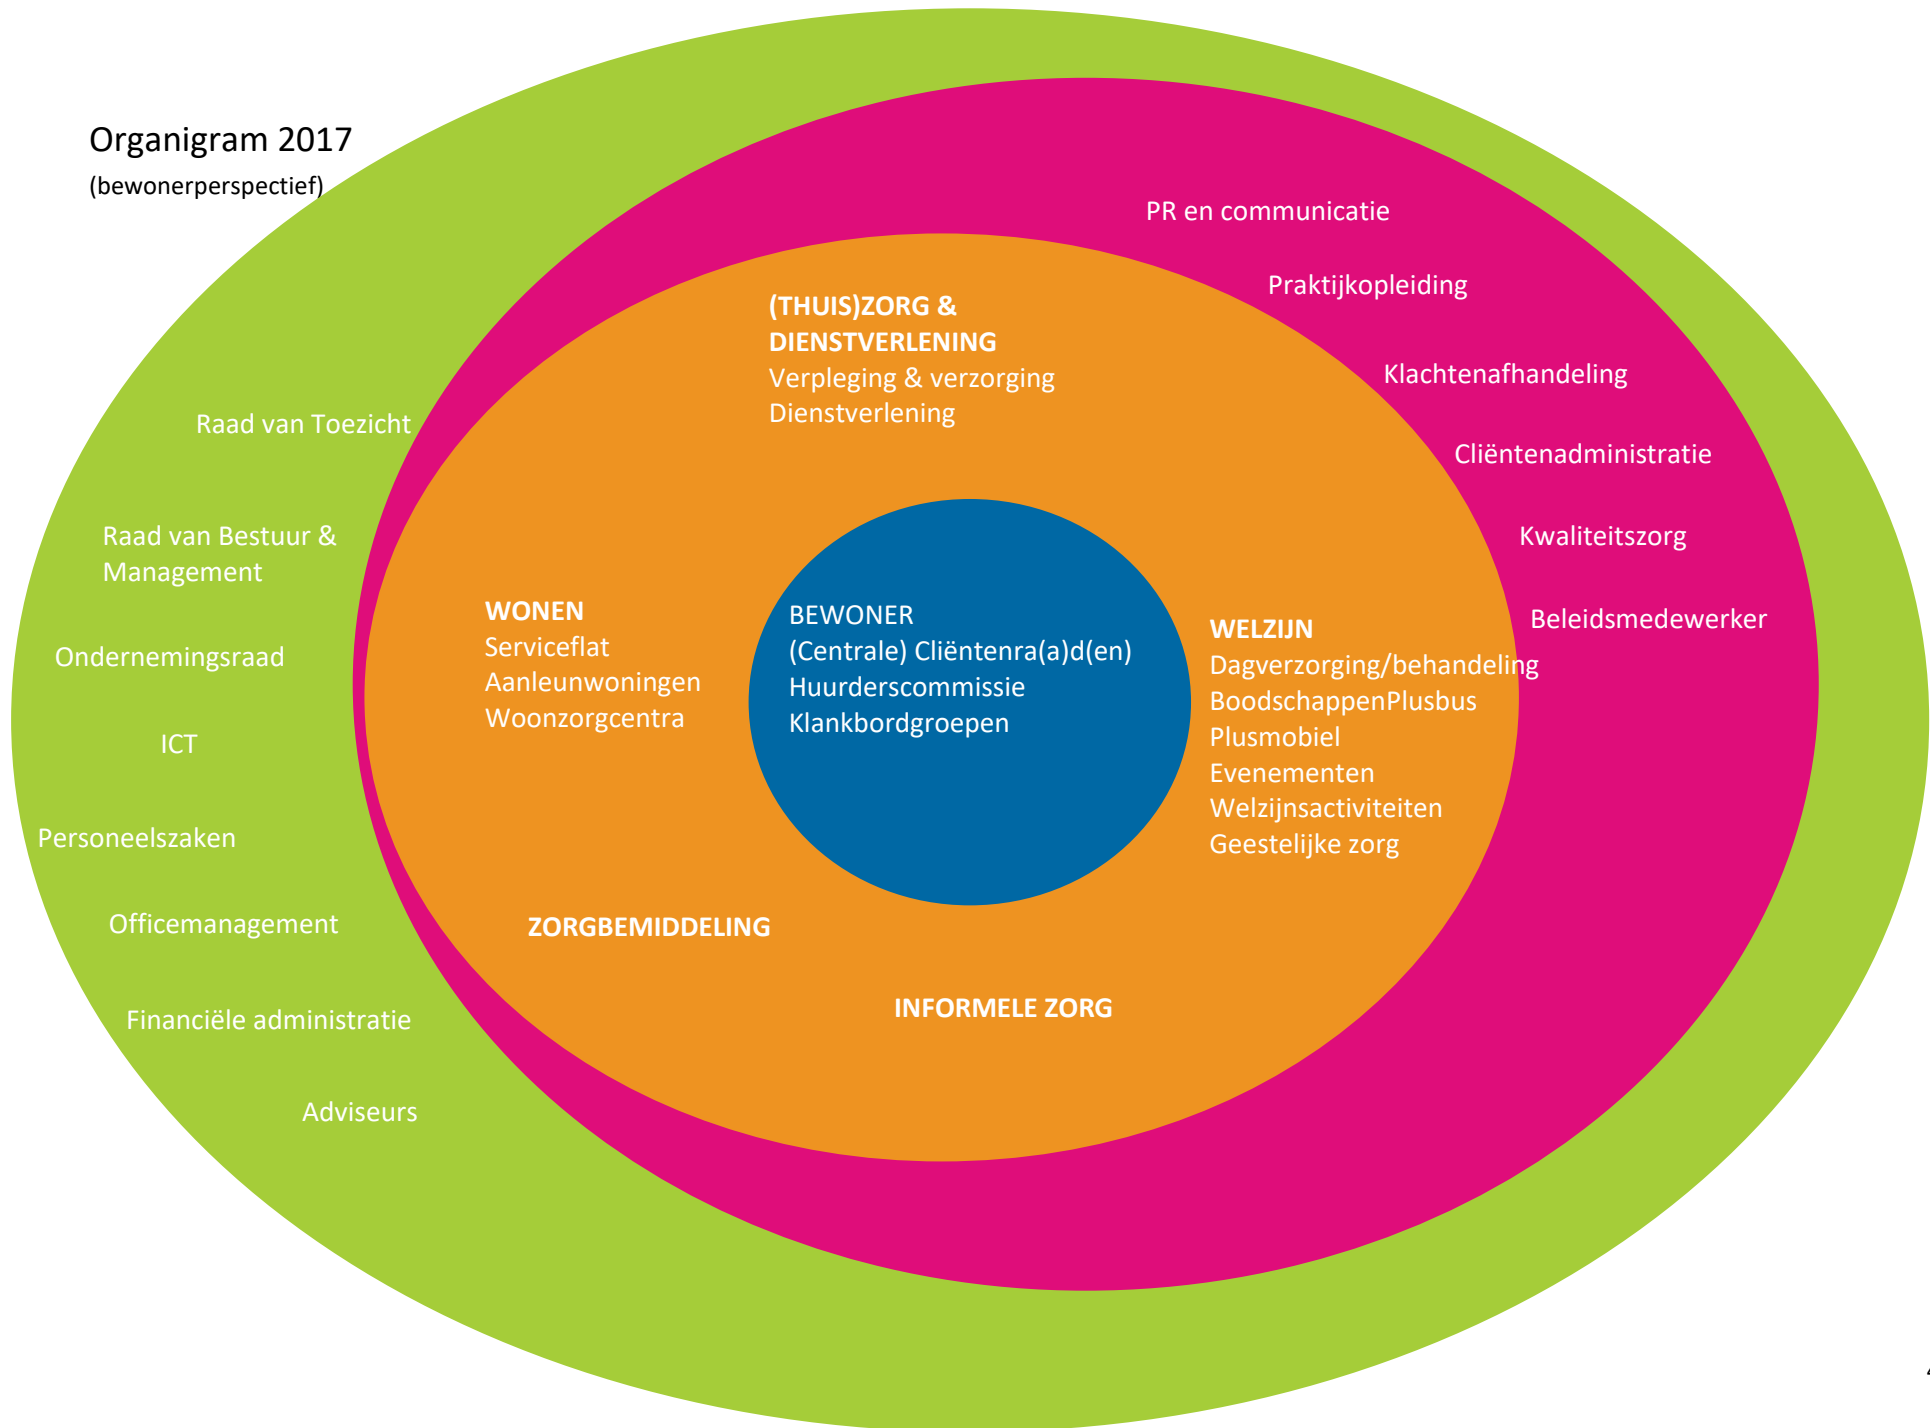 Organigram 2017
(bewonerperspectief)
PR en communicatie
Praktijkopleiding
Klachtenafhandeling
Cliëntenadministratie
Kwaliteitszorg
Beleidsmedewerker
(THUIS)ZORG &
DIENSTVERLENING
Verpleging & verzorging
Dienstverlening
Raad van Toezicht
Raad van Bestuur &
Management
Ondernemingsraad
ICT
Personeelszaken
Officemanagement
Financiële administratie
Adviseurs
WONEN
Serviceflat
Aanleunwoningen
Woonzorgcentra
BEWONER
(Centrale) Cliëntenra(a)d(en)
Huurderscommissie
Klankbordgroepen
WELZIJN
Dagverzorging/behandeling
BoodschappenPlusbus
Plusmobiel
Evenementen
Welzijnsactiviteiten
Geestelijke zorg
ZORGBEMIDDELING
INFORMELE ZORG